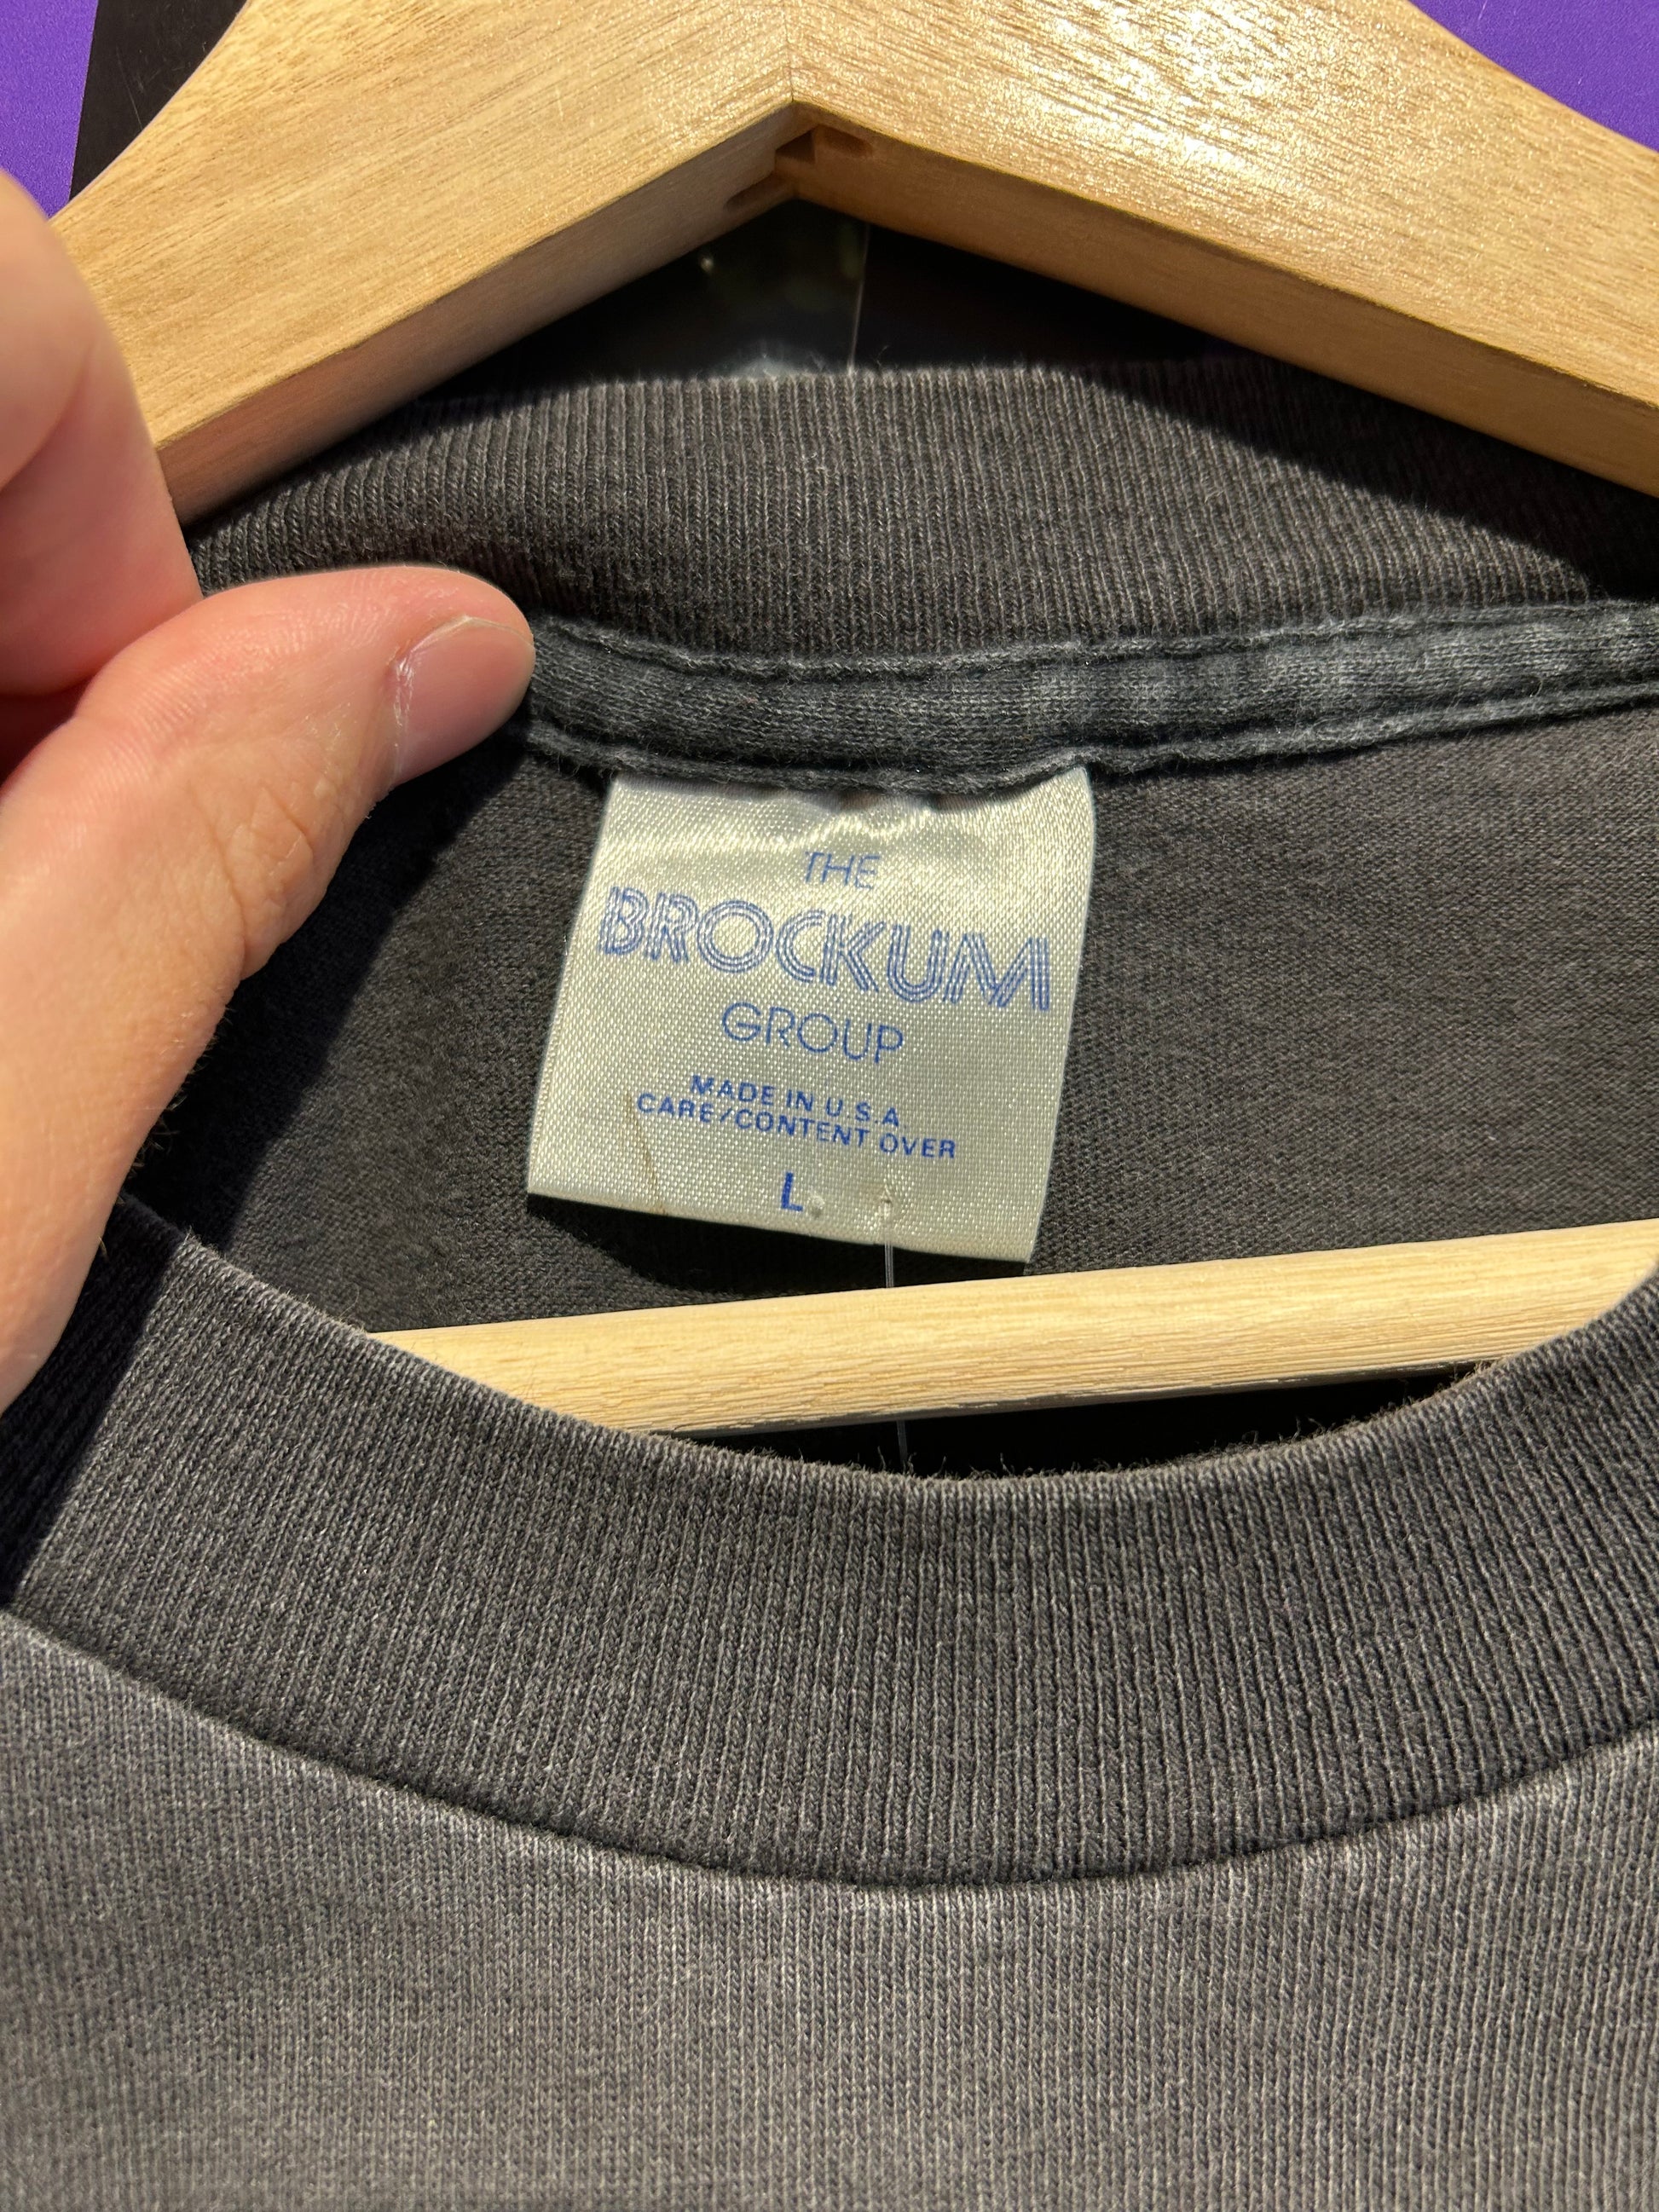 THE
BROCKUM
GROUP
MADE IN U.S.A
CARE/CONTENT OVER
L